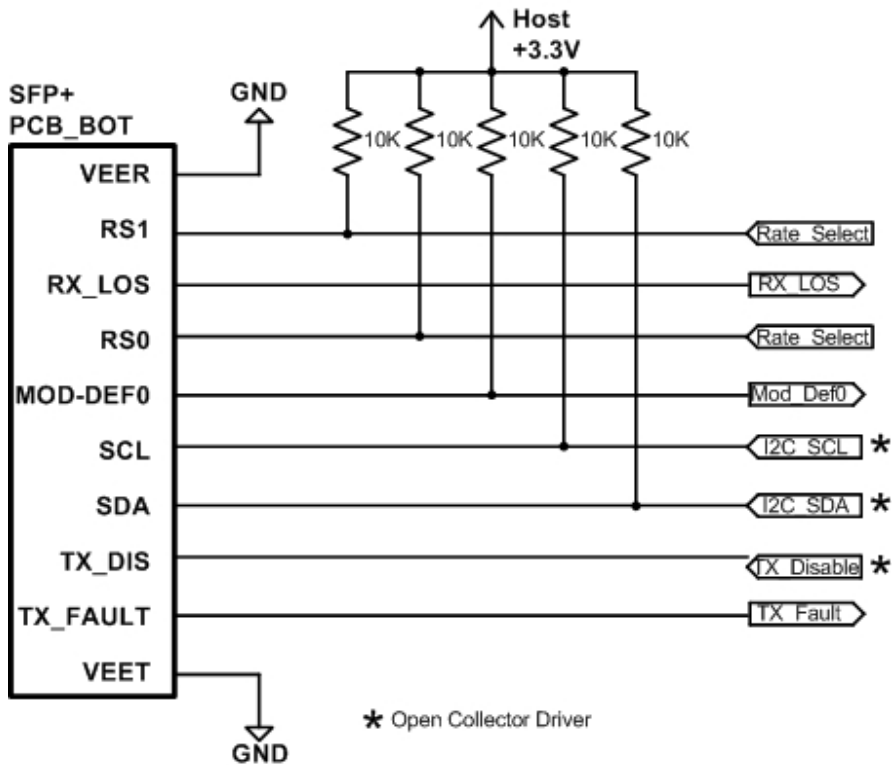 Host
+3.3V
SFP+
PCB_BOT
GND
10K
10K
10K
10K
10K
VEER
RS1
Rate_Select
RX_LOS
RX_LOS
RS0
Rate_Select
MOD-DEF0
Mod_Def0
SCL
I2C_SCL *
SDA
I2C_SDA *
TX_DIS
TX_Disable *
TX_FAULT
TX_Fault
VEET
* Open Collector Driver
GND